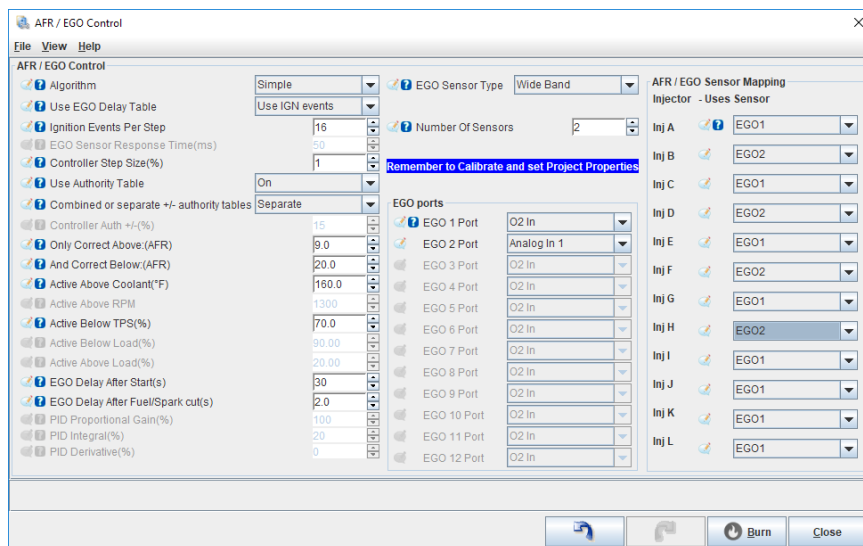 AFR / EGO Control
File View Help
AFR / EGO Control
Algorithm Simple
Use EGO Delay Table Use IGN events
Ignition Events Per Step 16
EGO Sensor Response Time(ms) 50
Controller Step Size(%) 1
Use Authority Table On
Combined or separate +/- authority tables Separate
Controller Auth +/-(%) 15
Only Correct Above:(AFR) 9.0
And Correct Below:(AFR) 20.0
Active Above Coolant(°F) 160.0
Active Above RPM 1300
Active Below TPS(%) 70.0
Active Below Load(%) 90.00
Active Above Load(%) 20.00
EGO Delay After Start(s) 30
EGO Delay After Fuel/Spark cut(s) 2.0
PID Proportional Gain(%) 100
PID Integral(%) 20
PID Derivative(%) 0
EGO Sensor Type Wide Band
Number Of Sensors 2
Remember to Calibrate and set Project Properties
EGO ports
EGO 1 Port O2 In
EGO 2 Port Analog In 1
EGO 3 Port O2 In
EGO 4 Port O2 In
EGO 5 Port O2 In
EGO 6 Port O2 In
EGO 7 Port O2 In
EGO 8 Port O2 In
EGO 9 Port O2 In
EGO 10 Port O2 In
EGO 11 Port O2 In
EGO 12 Port O2 In
AFR / EGO Sensor Mapping
Injector - Uses Sensor
Inj A EGO1
Inj B EGO2
Inj C EGO1
Inj D EGO2
Inj E EGO1
Inj F EGO2
Inj G EGO1
Inj H EGO2
Inj I EGO1
Inj J EGO1
Inj K EGO1
Inj L EGO1
Burn Close